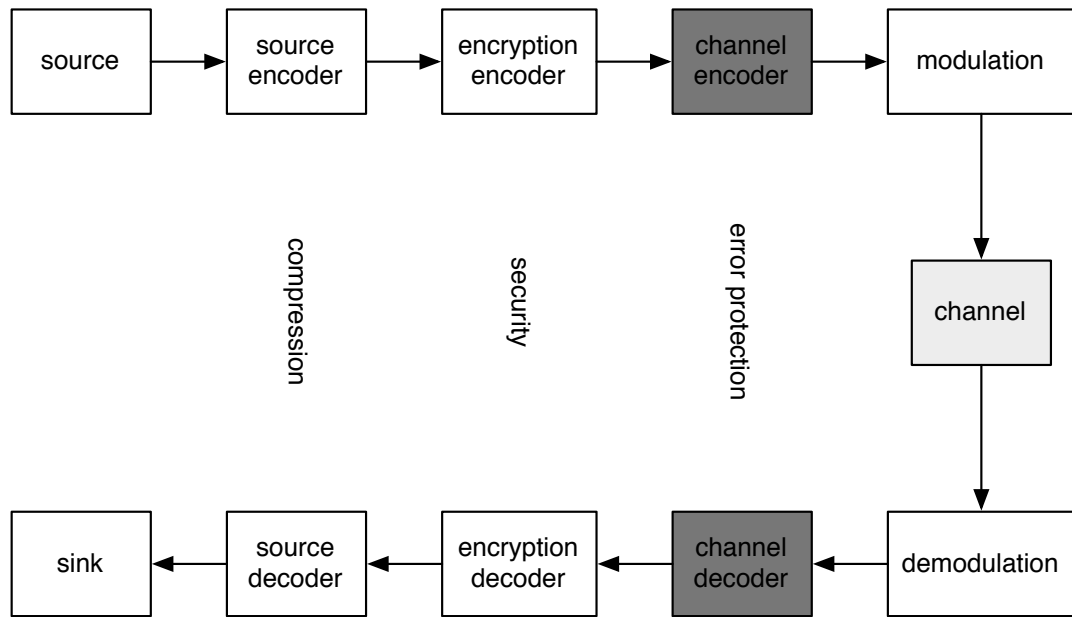 source
source
encoder
encryption
encoder
channel
encoder
modulation
compression
security
error protection
channel
sink
source
decoder
encryption
decoder
channel
decoder
demodulation